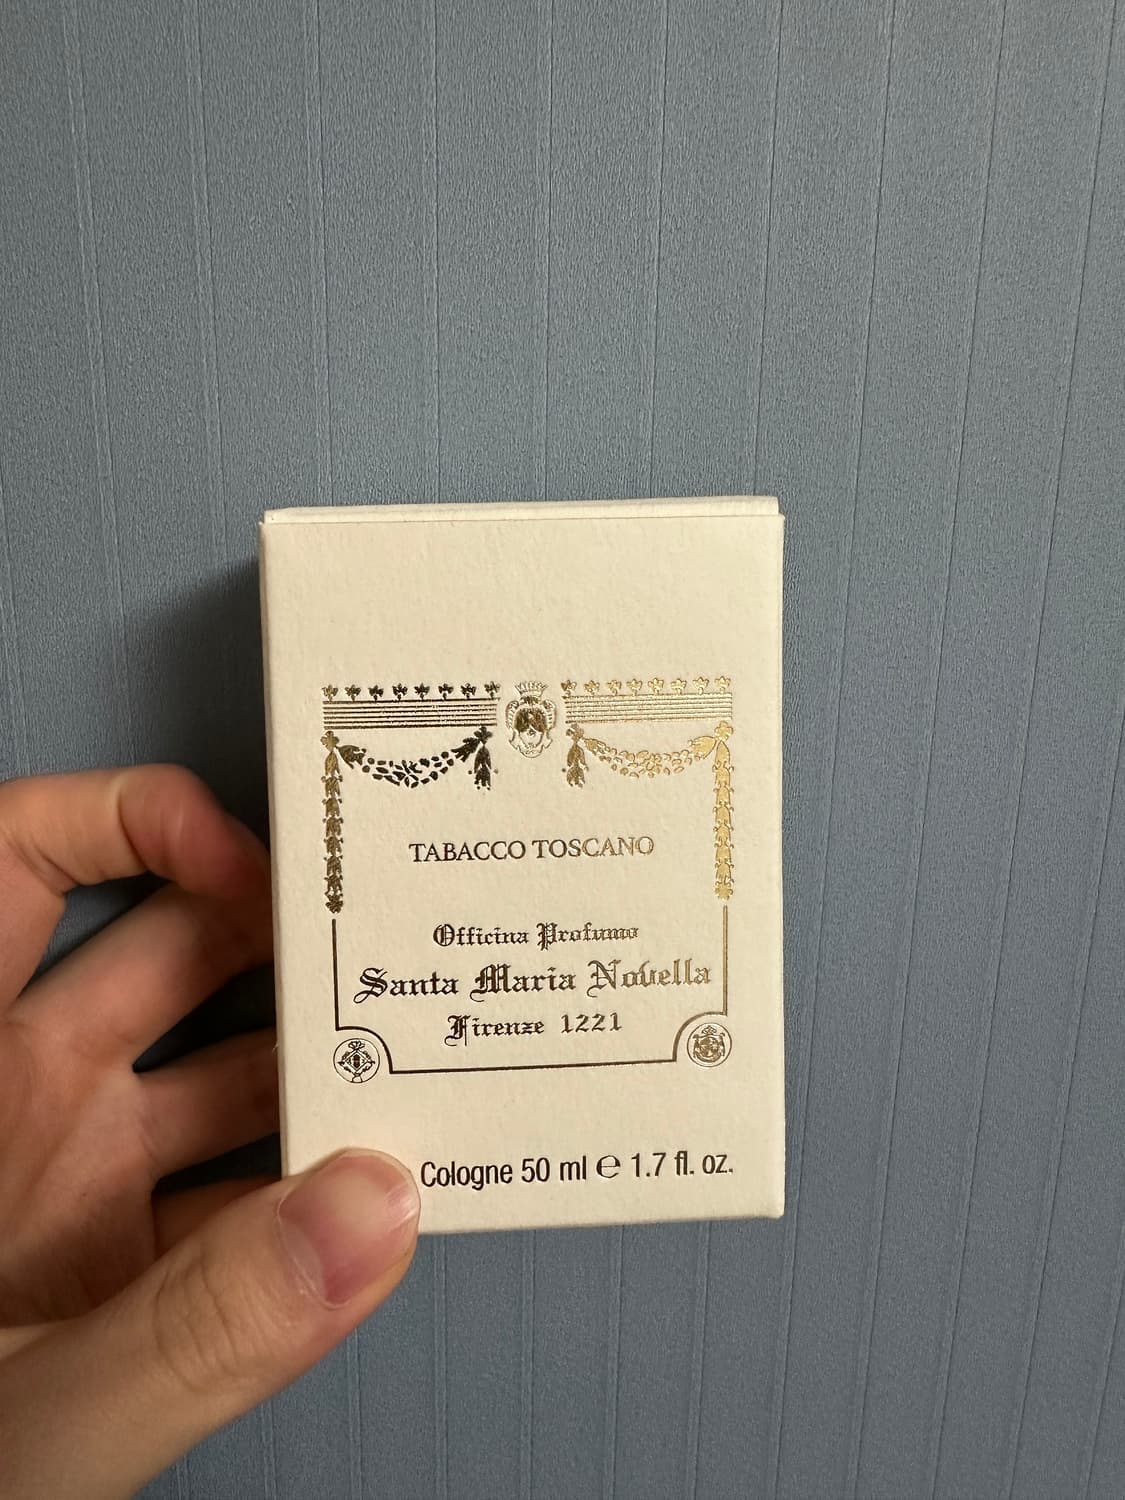 TABACCO TOSCANO
Officina Profumo
Santa Maria Novella
Firenze 1221
Cologne 50 ml ℮ 1.7 fl. oz.